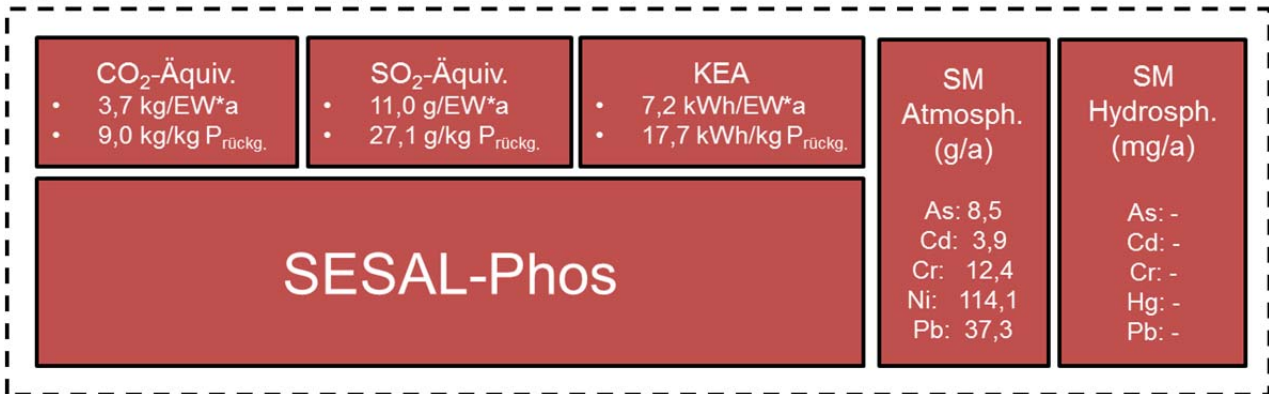 CO₂-Äquiv.
• 3,7 kg/EW*a
• 9,0 kg/kg Prückg.
SO₂-Äquiv.
• 11,0 g/EW*a
• 27,1 g/kg Prückg.
KEA
• 7,2 kWh/EW*a
• 17,7 kWh/kg Prückg.
SESAL-Phos
SM
Atmosph.
(g/a)
As: 8,5
Cd: 3,9
Cr: 12,4
Ni: 114,1
Pb: 37,3
SM
Hydrosph.
(mg/a)
As: -
Cd: -
Cr: -
Hg: -
Pb: -